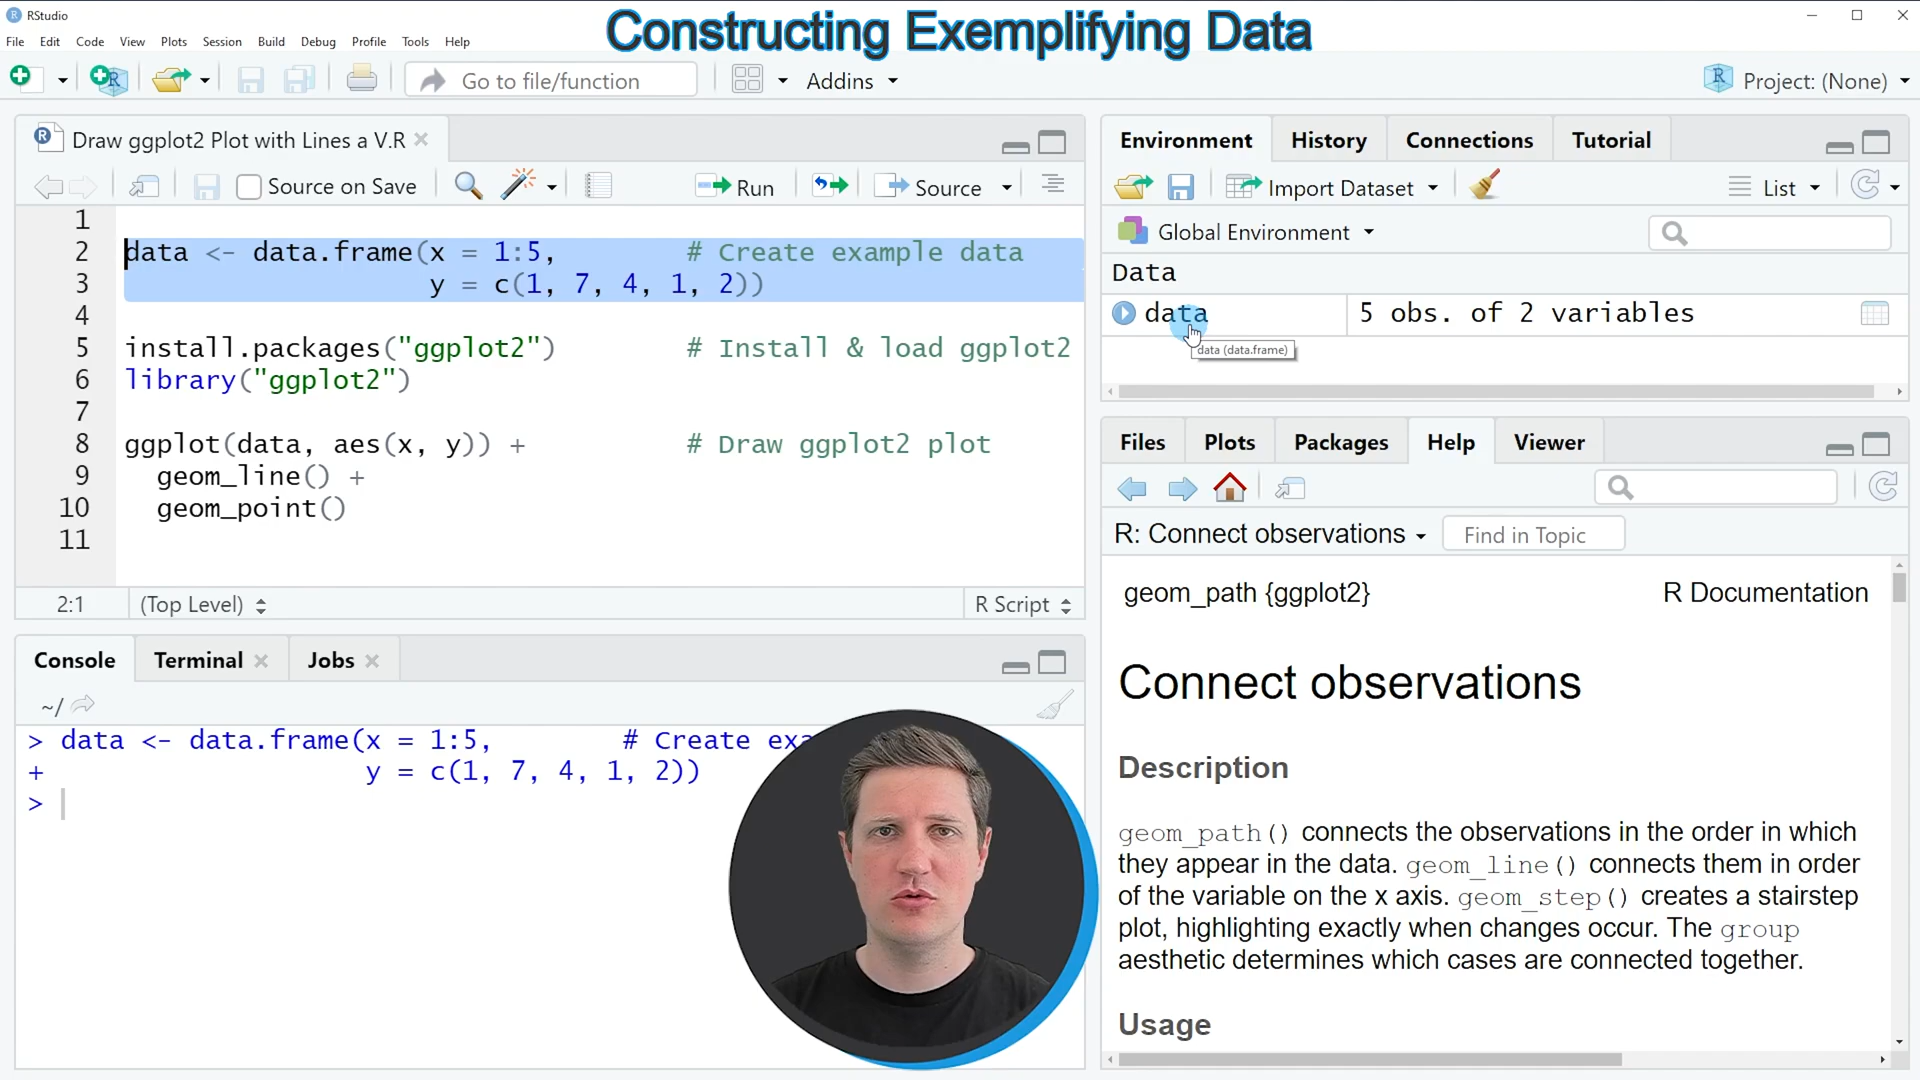 RStudio
Constructing Exemplifying Data
File Edit Code View Plots Session Build Debug Profile Tools Help
Go to file/function Addins Project: (None)
Draw ggplot2 Plot with Lines a V.R
Source on Save Run Source
1
2 data <- data.frame(x = 1:5, # Create example data
3 y = c(1, 7, 4, 1, 2))
4
5 install.packages("ggplot2") # Install & load ggplot2
6 library("ggplot2")
7
8 ggplot(data, aes(x, y)) + # Draw ggplot2 plot
9 geom_line() +
10 geom_point()
11
2:1 (Top Level) R Script
Console Terminal Jobs
~/
> data <- data.frame(x = 1:5, # Create
+ y = c(1, 7, 4, 1, 2))
>
Environment History Connections Tutorial
Import Dataset List
Global Environment
Data
data 5 obs. of 2 variables
data (data.frame)
Files Plots Packages Help Viewer
R: Connect observations Find in Topic
geom_path {ggplot2} R Documentation
Connect observations
Description
geom_path() connects the observations in the order in which
they appear in the data. geom_line() connects them in order
of the variable on the x axis. geom_step() creates a stairstep
plot, highlighting exactly when changes occur. The group
aesthetic determines which cases are connected together.
Usage